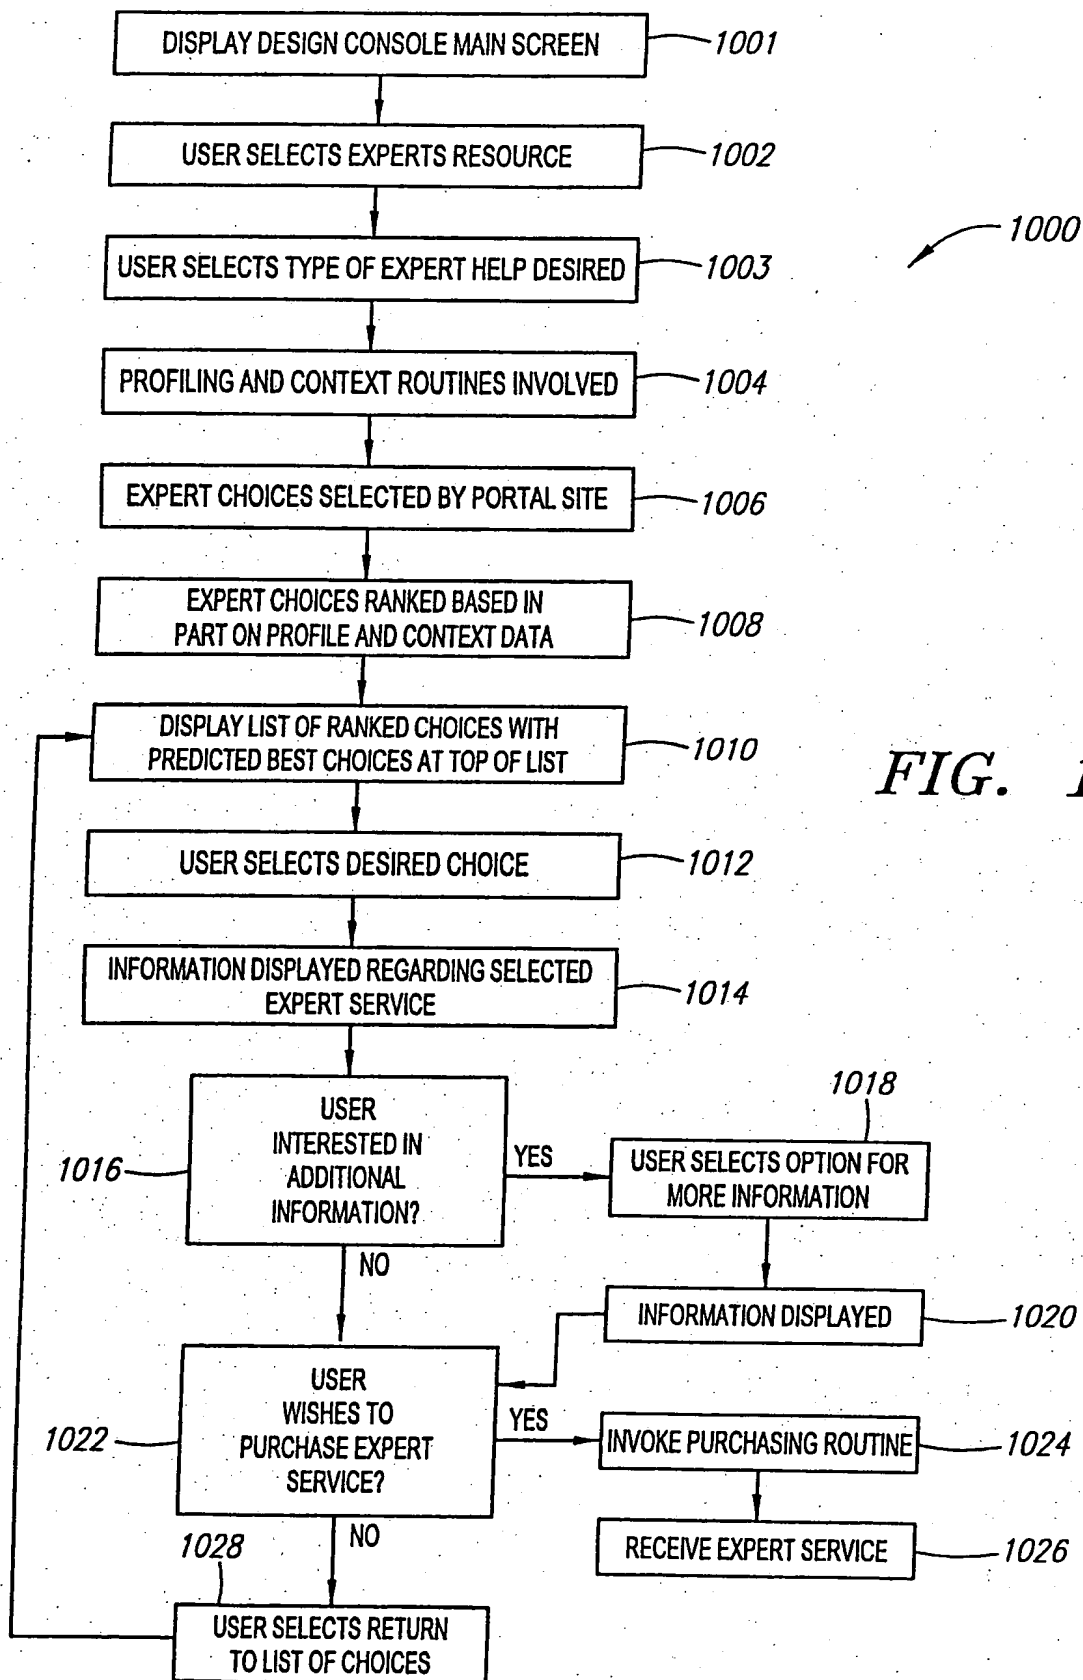 DISPLAY DESIGN CONSOLE MAIN SCREEN
1001
USER SELECTS EXPERTS RESOURCE
1002
1000
USER SELECTS TYPE OF EXPERT HELP DESIRED
1003
PROFILING AND CONTEXT ROUTINES INVOLVED
1004
EXPERT CHOICES SELECTED BY PORTAL SITE
1006
EXPERT CHOICES RANKED BASED IN
PART ON PROFILE AND CONTEXT DATA
1008
DISPLAY LIST OF RANKED CHOICES WITH
PREDICTED BEST CHOICES AT TOP OF LIST
1010
FIG.
USER SELECTS DESIRED CHOICE
1012
INFORMATION DISPLAYED REGARDING SELECTED
EXPERT SERVICE
1014
USER
INTERESTED IN
ADDITIONAL
INFORMATION?
1016
YES
1018
USER SELECTS OPTION FOR
MORE INFORMATION
NO
INFORMATION DISPLAYED
1020
USER
WISHES TO
PURCHASE EXPERT
SERVICE?
1022
YES
INVOKE PURCHASING ROUTINE
1024
NO
RECEIVE EXPERT SERVICE
1026
1028
USER SELECTS RETURN
TO LIST OF CHOICES